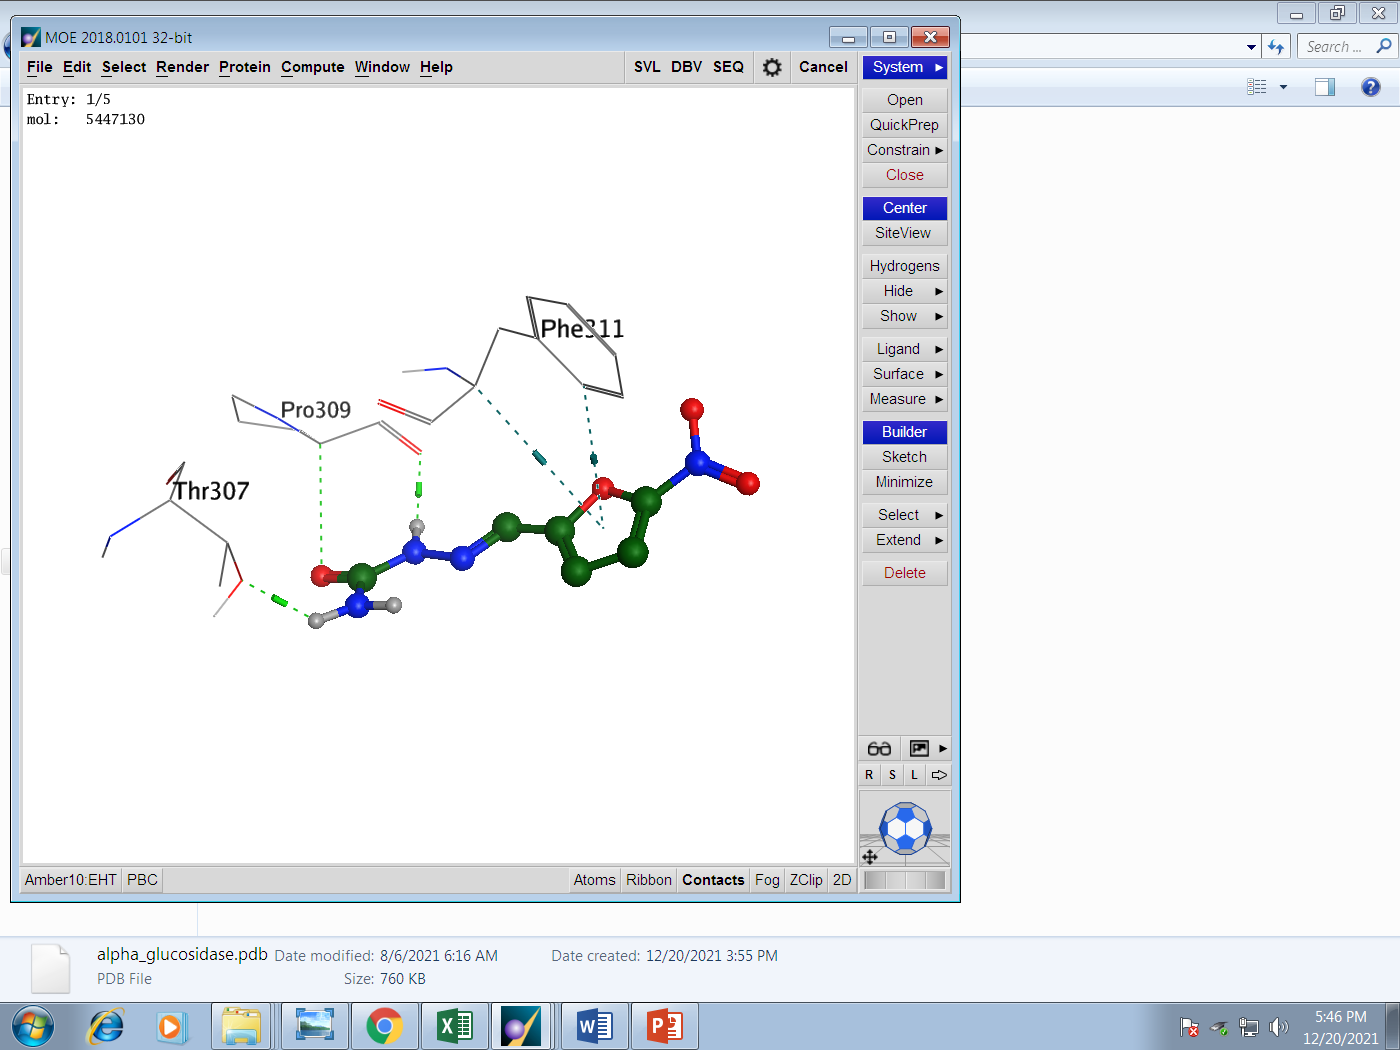 MOE 2018.0101 32-bit
Search ...
File Edit Select Render Protein Compute Window Help SVL DBV SEQ Cancel
System
Entry: 1/5
mol: 5447130
Open
QuickPrep
Constrain
Close
Center
SiteView
Hydrogens
Hide
Show
Ligand
Surface
Measure
Builder
Sketch
Minimize
Select
Extend
Delete
Phe311
Pro309
Thr307
R S L
Amber10:EHT PBC Atoms Ribbon Contacts Fog ZClip 2D
alpha_glucosidase.pdb Date modified: 8/6/2021 6:16 AM Date created: 12/20/2021 3:55 PM
PDB File Size: 760 KB
5:46 PM
12/20/2021